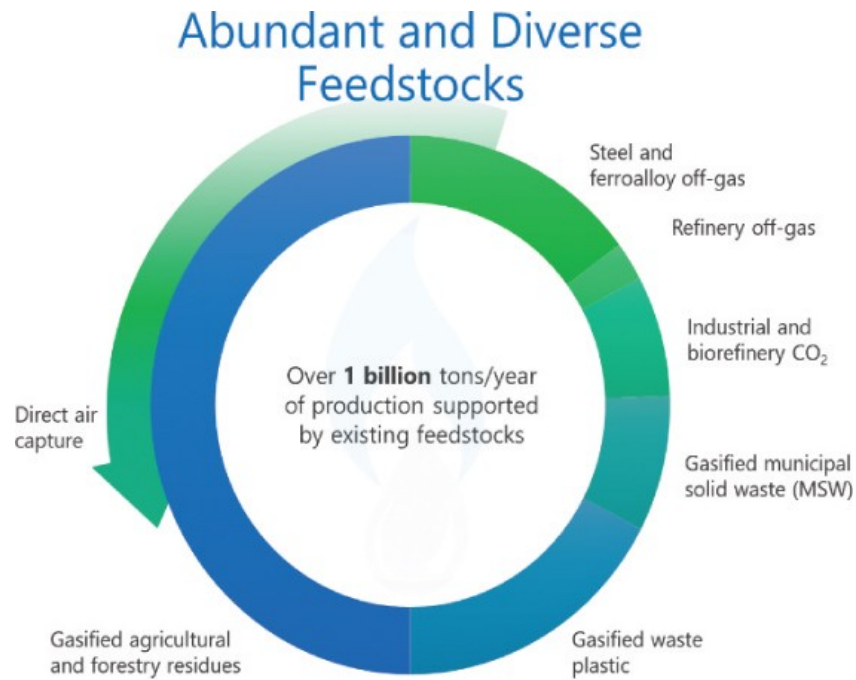 Abundant and Diverse
Feedstocks
Steel and
ferroalloy off-gas
Refinery off-gas
Industrial and
biorefinery CO₂
Over 1 billion tons/year
of production supported
by existing feedstocks
Direct air
capture
Gasified municipal
solid waste (MSW)
Gasified agricultural
and forestry residues
Gasified waste
plastic